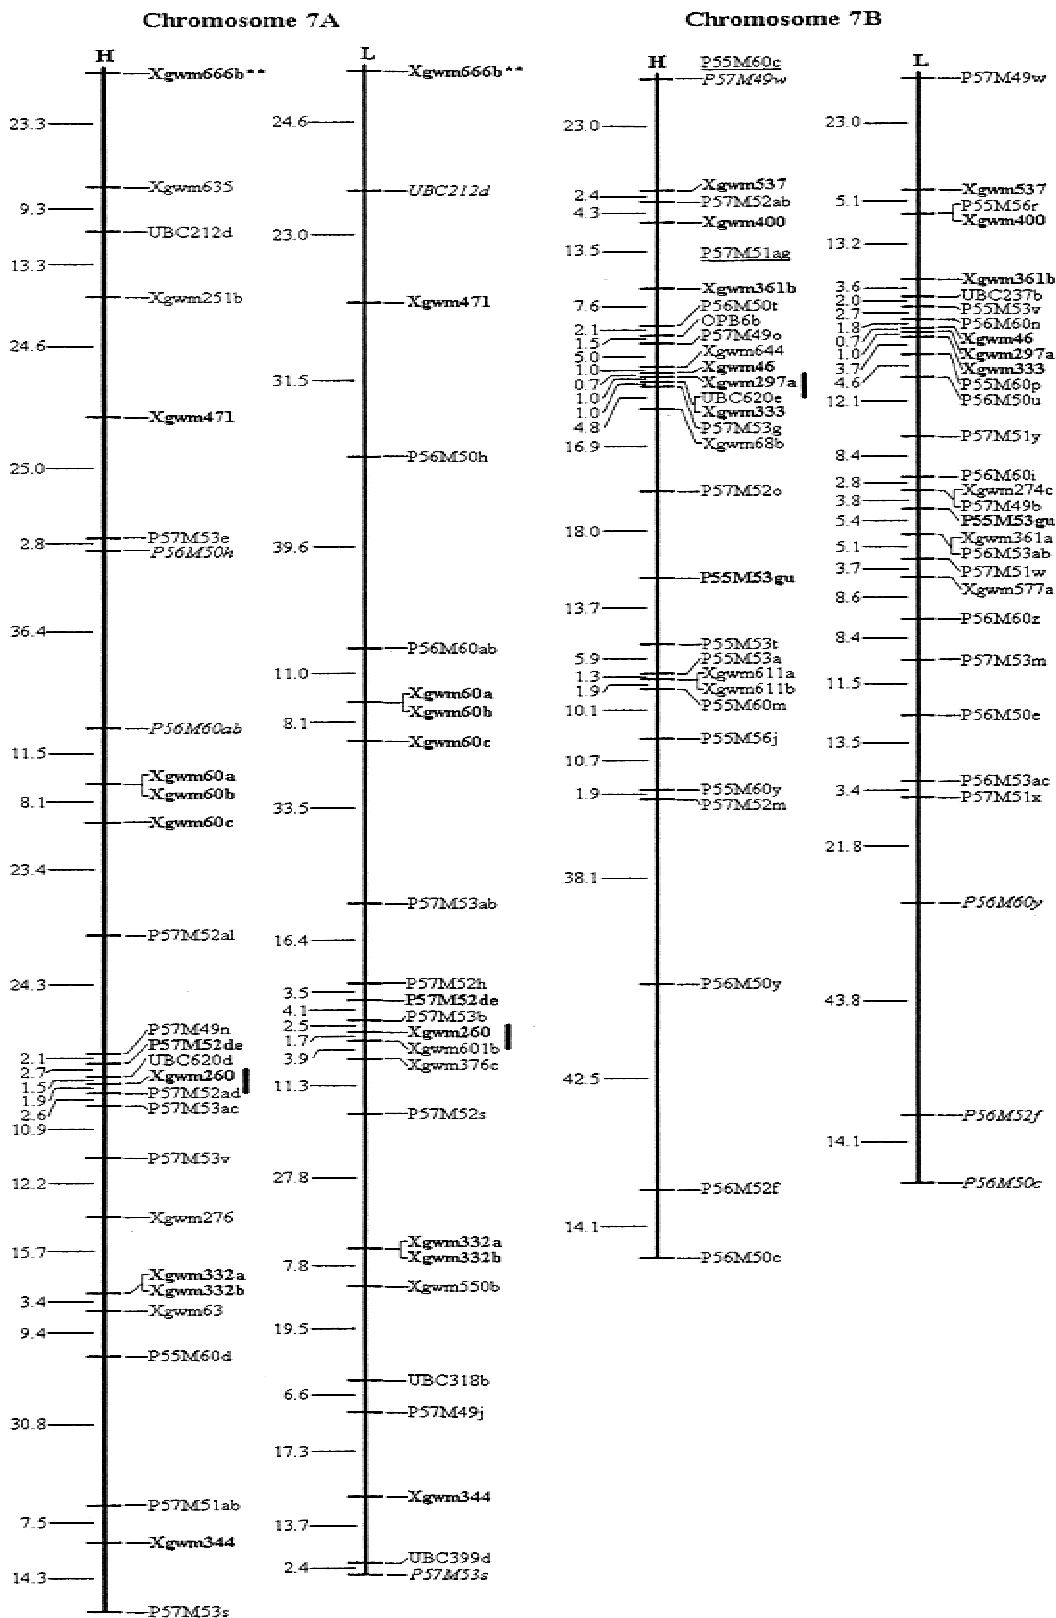 Chromosome 7A
H
Xgwm666b**
23.3
Xgwm635
9.3
UBC212d
13.3
Xgwm251b
24.6
Xgwm471
25.0
P57M53e
2.8
P56M50h
36.4
P56M60ab
11.5
Xgwm60a
Xgwm60b
8.1
Xgwm60c
23.4
P57M52al
24.3
P57M49n
2.1
P57M52de
2.7
UBC620d
1.5
Xgwm260
1.9
P57M52ad
2.6
P57M53ac
10.9
P57M53v
12.2
Xgwm276
15.7
Xgwm332a
Xgwm332b
3.4
Xgwm63
9.4
P55M60d
30.8
P57M51ab
7.5
Xgwm344
14.3
P57M53s
L
Xgwm666b**
24.6
UBC212d
23.0
Xgwm471
31.5
P56M50h
39.6
P56M60ab
11.0
Xgwm60a
Xgwm60b
8.1
Xgwm60c
33.5
P57M53ab
16.4
P57M52h
3.5
P57M52de
4.1
P57M53b
2.5
Xgwm260
1.7
Xgwm601b
3.9
Xgwm376c
11.3
P57M52s
27.8
Xgwm332a
Xgwm332b
7.8
Xgwm550b
19.5
UBC318b
6.6
P57M49j
17.3
Xgwm344
13.7
UBC399d
2.4
P57M53s
Chromosome 7B
H
P55M60c
P57M49w
23.0
Xgwm537
2.4
P57M52ab
4.3
Xgwm400
13.5
P57M51ag
Xgwm361b
7.6
P56M50t
2.1
OPB6b
1.5
P57M49o
5.0
Xgwm644
1.0
Xgwm46
0.7
Xgwm297a
1.0
UBC620e
1.0
Xgwm333
4.8
P57M53g
16.9
Xgwm68b
P57M52o
18.0
P55M53gu
13.7
P55M53t
5.9
P55M53a
1.3
Xgwm611a
1.9
Xgwm611b
10.1
P55M60m
P55M56j
10.7
P55M60y
1.9
P57M52m
38.1
P56M50y
42.5
P56M52f
14.1
P56M50c
L
P57M49w
23.0
Xgwm537
5.1
P55M56r
Xgwm400
13.2
Xgwm361b
3.6
UBC237b
2.0
P55M53v
2.7
P56M60n
1.8
Xgwm46
0.7
Xgwm297a
1.0
Xgwm333
3.7
P55M60p
4.6
P56M50u
12.1
P57M51y
8.4
P56M60i
2.8
Xgwm274c
3.8
P57M49b
5.4
P55M53gu
Xgwm361a
5.1
P56M53ab
3.7
P57M51w
Xgwm577a
8.6
P56M60z
8.4
P57M53m
11.5
P56M50e
13.5
P56M53ac
3.4
P57M51x
21.8
P56M60y
43.8
P56M52f
14.1
P56M50c